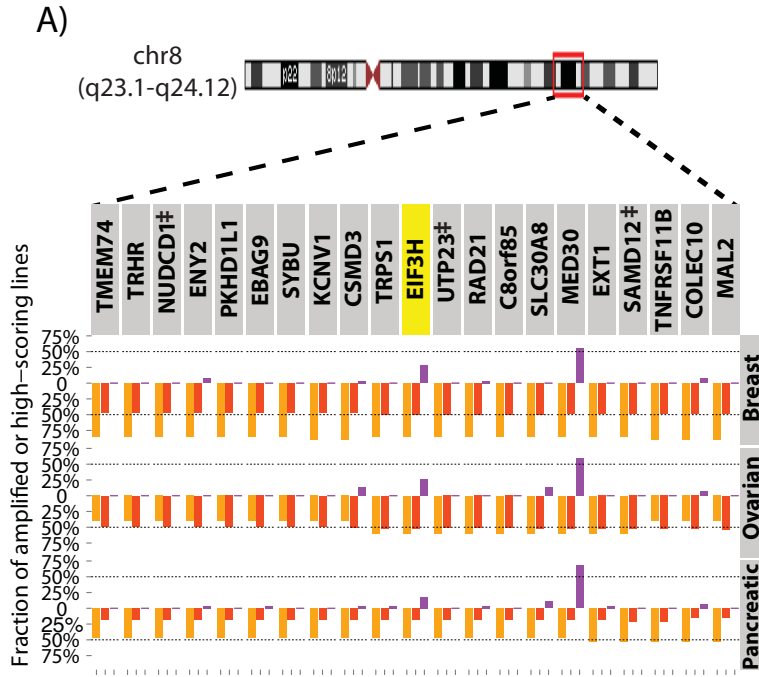 A)
chr8
(q23.1-q24.12)
p22
8p12
TMEM74
TRHR
NUDCD1‡
ENY2
PKHD1L1
EBAG9
SYBU
KCNV1
CSMD3
TRPS1
EIF3H
UTP23‡
RAD21
C8orf85
SLC30A8
MED30
EXT1
SAMD12‡
TNFRSF11B
COLEC10
MAL2
Fraction of amplified or high−scoring lines
75%
50%
25%
0
25%
50%
75%
Breast
75%
50%
25%
0
25%
50%
75%
Ovarian
75%
50%
25%
0
25%
50%
75%
Pancreatic